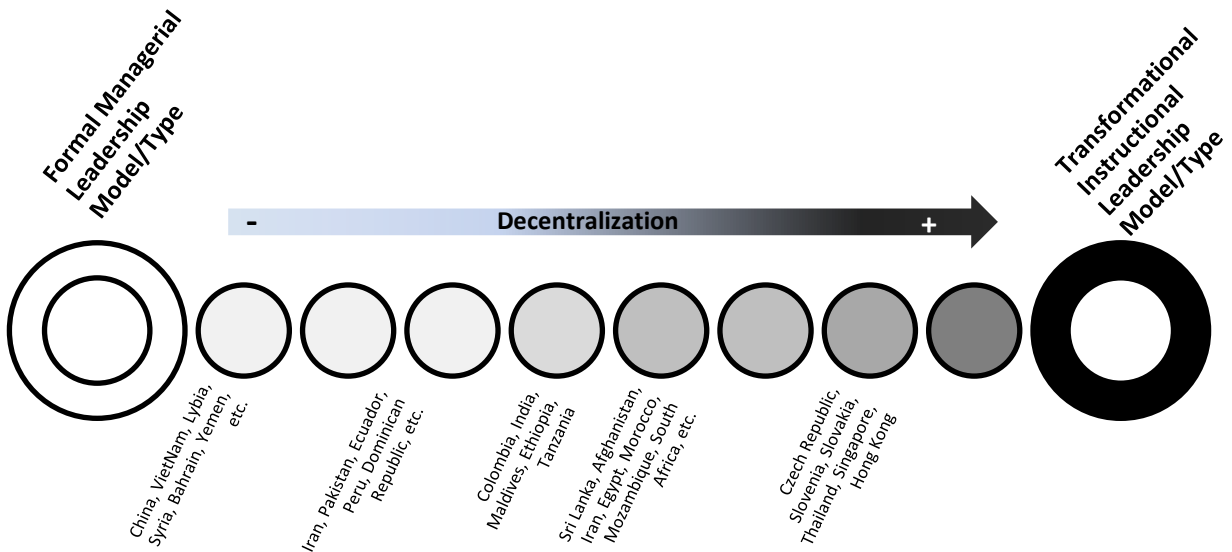 Formal Managerial
Leadership
Model/Type
Transformational
Instructional
Leadership
Model/Type
- Decentralization +
China, VietNam, Lybia,
Syria, Bahrain, Yemen,
etc.
Iran, Pakistan, Ecuador,
Peru, Dominican
Republic, etc.
Colombia, India,
Maldives, Ethiopia,
Tanzania
Sri Lanka, Afghanistan,
Iran, Egypt, Morocco,
Mozambique, South
Africa, etc.
Czech Republic,
Slovenia, Slovakia,
Thailand, Singapore,
Hong Kong